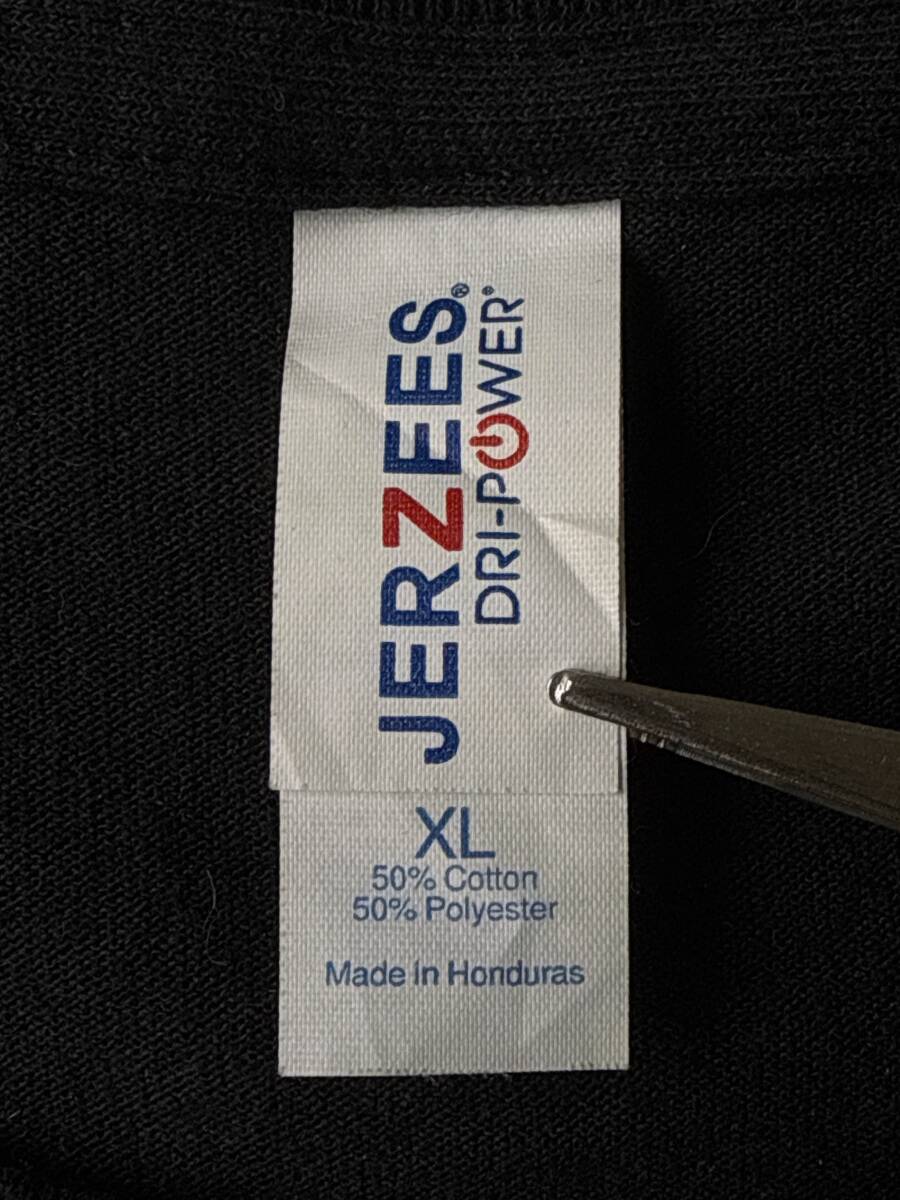 JERZEES®
DRI-POWER®
XL
50% Cotton
50% Polyester
Made in Honduras